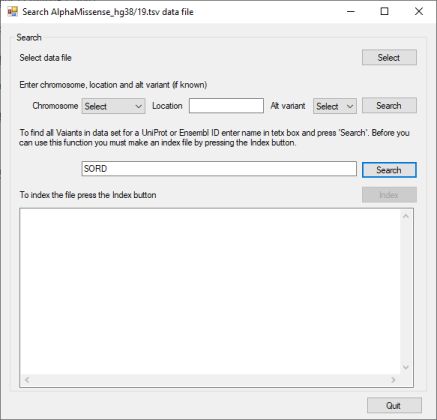 Search AlphaMissense_hg38/19.tsv data file
Search
Select data file
Select
Enter chromosome, location and alt variant (if known)
Chromosome Select Location Alt variant Select Search
To find all Vaiants in data set for a UniProt or Ensembl ID enter name in tetx box and press 'Search'. Before you
can use this function you must make an index file by pressing the Index button.
SORD Search
To index the file press the Index button Index
Quit